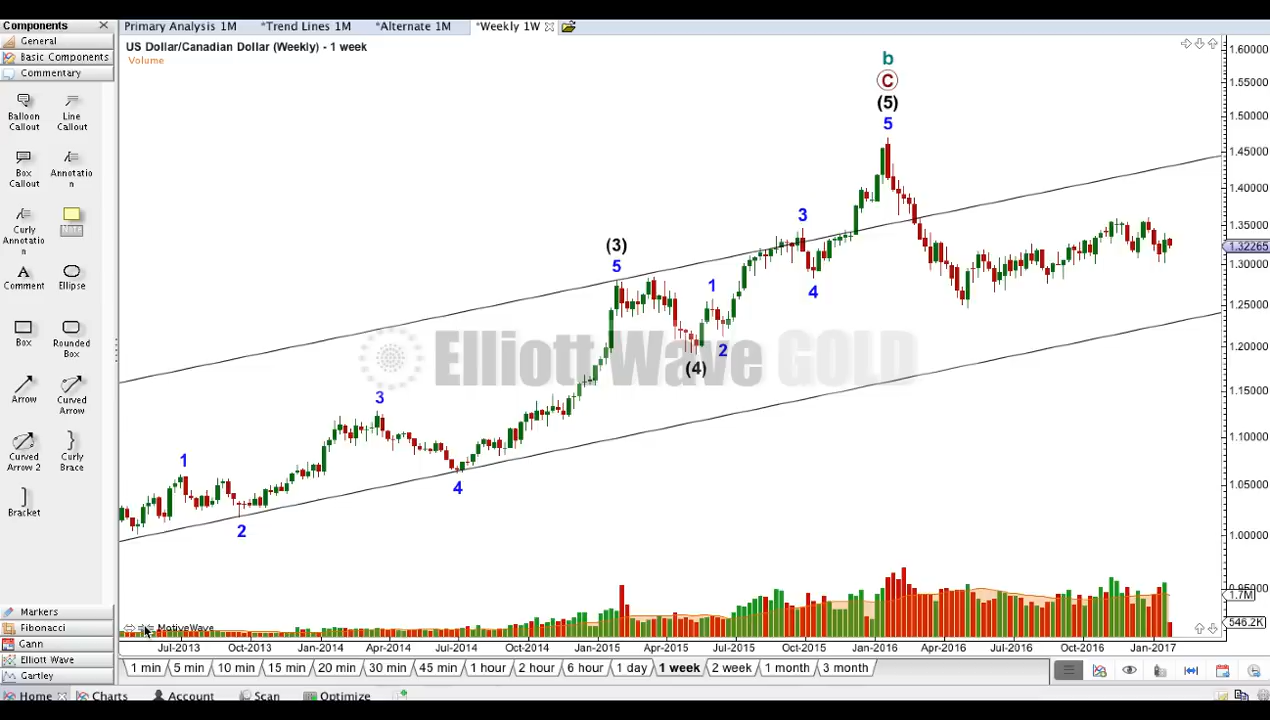 Components
Primary Analysis 1M *Trend Lines 1M *Alternate 1M *Weekly 1W
General
Basic Components
Commentary
US Dollar/Canadian Dollar (Weekly) - 1 week
Volume
Balloon Callout
Line Callout
Box Callout
Annotatio n
Curly Annotatio n
Note
Comment
Ellipse
Box
Rounded Box
Arrow
Curved Arrow
Curved Arrow 2
Curly Brace
Bracket
Markers
Fibonacci
Gann
Elliott Wave
Gartley
b
C
(5)
5
3
(3)
5
1
4
2
(4)
3
1
4
2
Elliott Wave GOLD
1.60000
1.55000
1.50000
1.45000
1.40000
1.35000
1.32265
1.30000
1.25000
1.20000
1.15000
1.10000
1.05000
1.00000
1.7M
546.2K
MotiveWave
Jul-2013 Oct-2013 Jan-2014 Apr-2014 Jul-2014 Oct-2014 Jan-2015 Apr-2015 Jul-2015 Oct-2015 Jan-2016 Apr-2016 Jul-2016 Oct-2016 Jan-2017
1 min 5 min 10 min 15 min 20 min 30 min 45 min 1 hour 2 hour 6 hour 1 day 1 week 2 week 1 month 3 month
Home Charts Account Scan Optimize